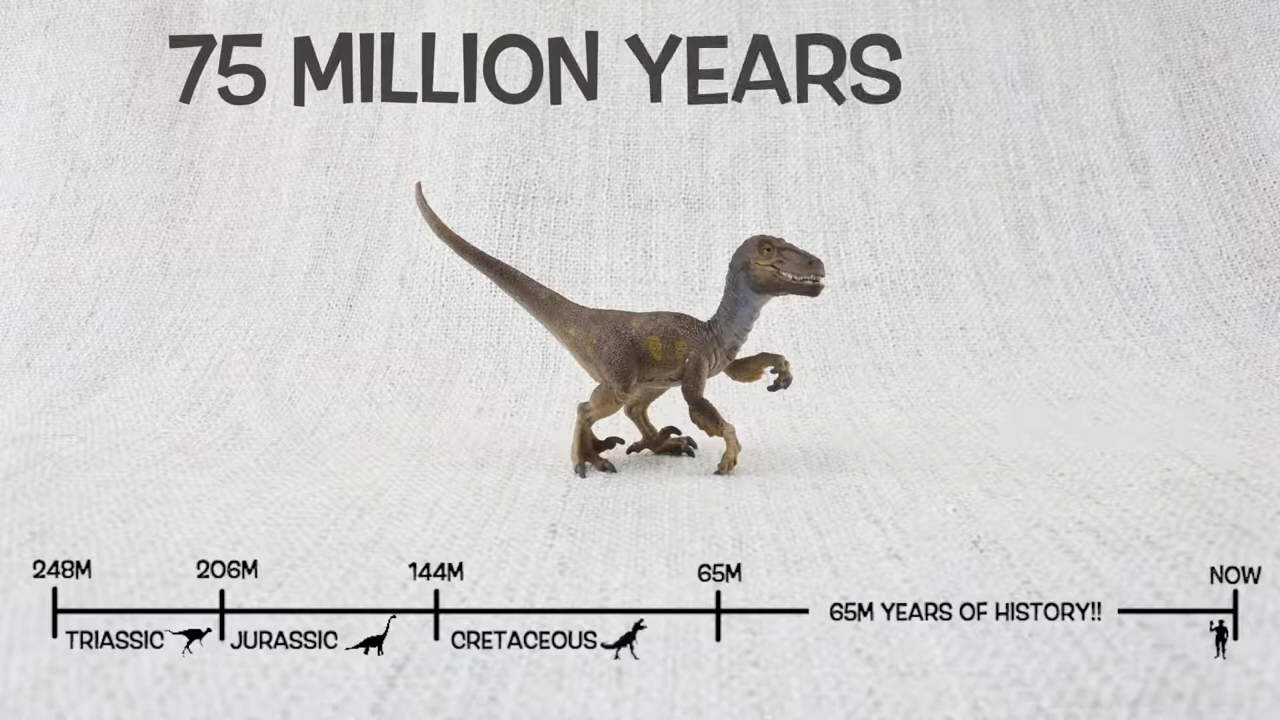 75 MILLION YEARS
248M 206M 144M 65M NOW
65M YEARS OF HISTORY!!
TRIASSIC JURASSIC CRETACEOUS